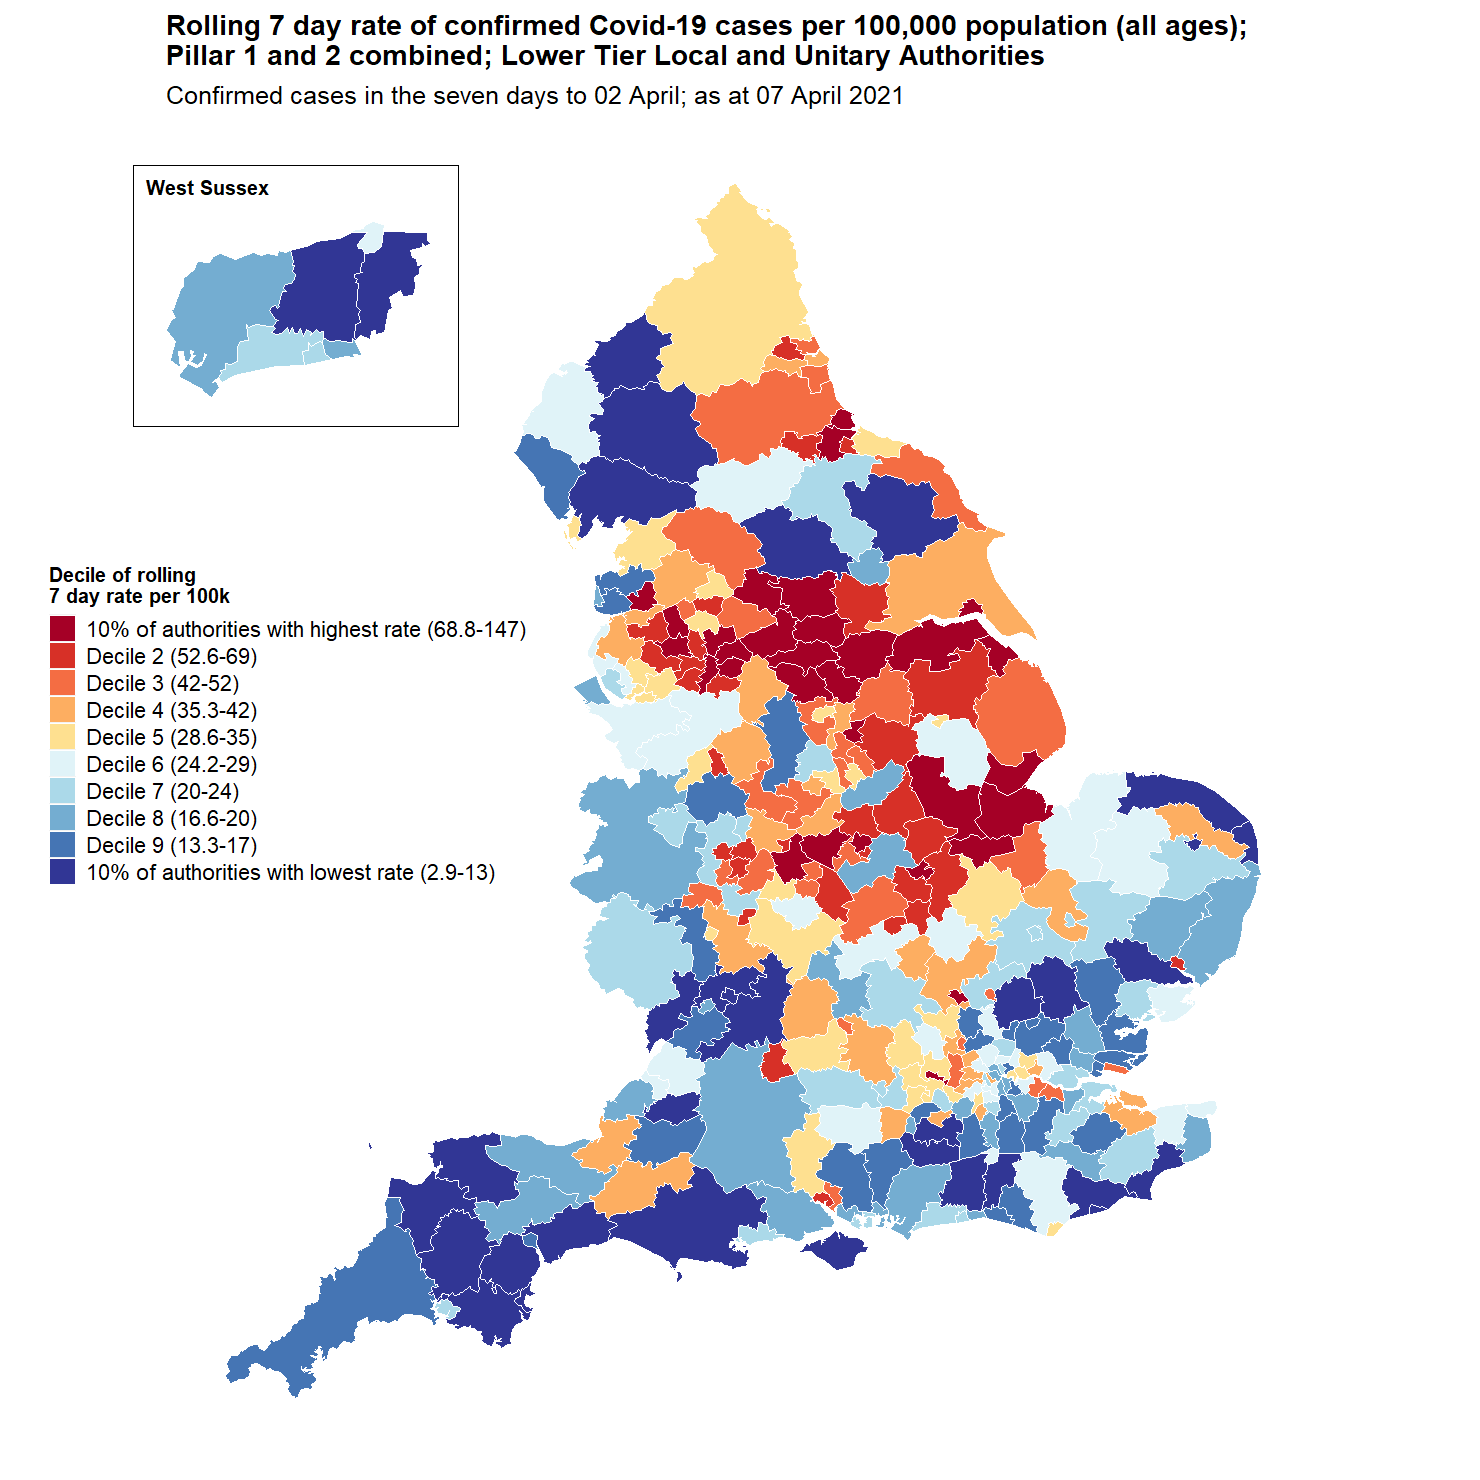 Rolling 7 day rate of confirmed Covid-19 cases per 100,000 population (all ages);
Pillar 1 and 2 combined; Lower Tier Local and Unitary Authorities
Confirmed cases in the seven days to 02 April; as at 07 April 2021
West Sussex
Decile of rolling
7 day rate per 100k
10% of authorities with highest rate (68.8-147)
Decile 2 (52.6-69)
Decile 3 (42-52)
Decile 4 (35.3-42)
Decile 5 (28.6-35)
Decile 6 (24.2-29)
Decile 7 (20-24)
Decile 8 (16.6-20)
Decile 9 (13.3-17)
10% of authorities with lowest rate (2.9-13)